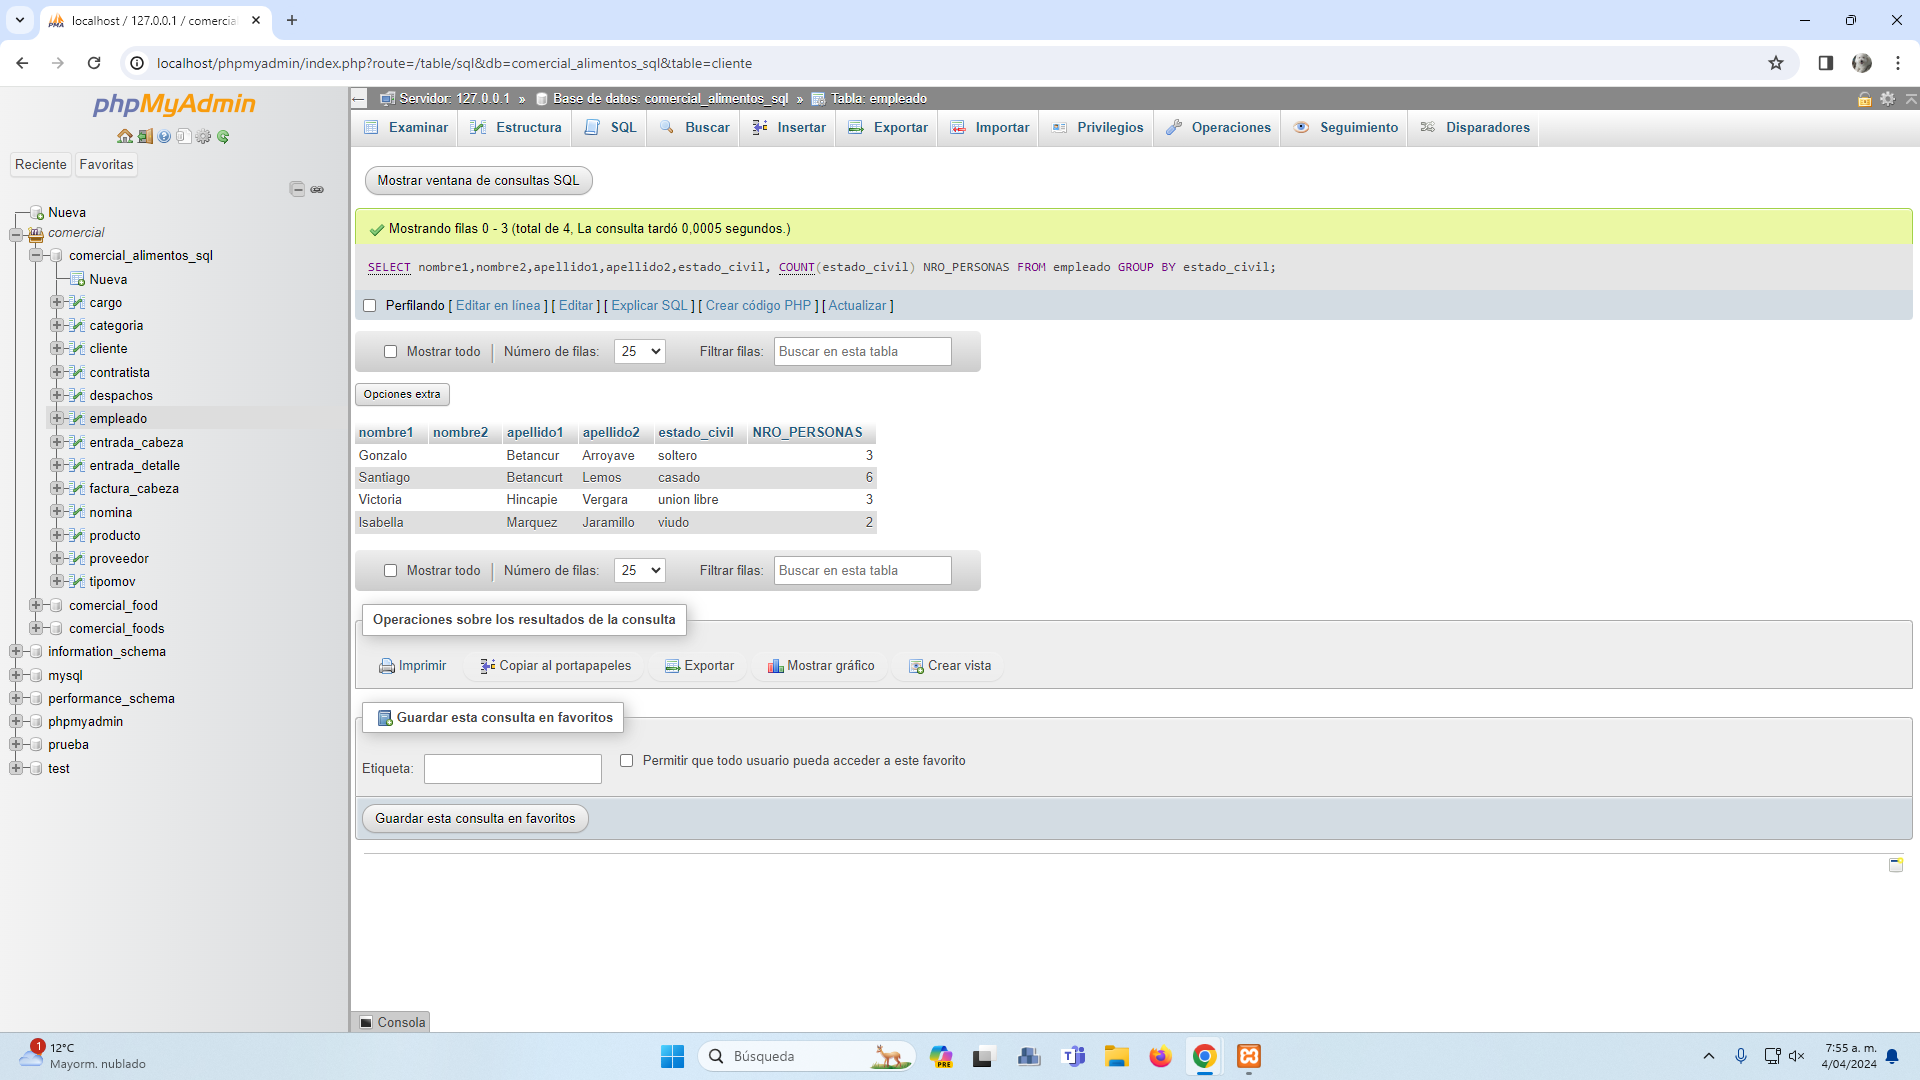 localhost / 127.0.0.1 / comercia
localhost/phpmyadmin/index.php?route=/table/sql&db=comercial_alimentos_sql&table=cliente
phpMyAdmin
Reciente Favoritas
Nueva
comercial
comercial_alimentos_sql
Nueva
cargo
categoria
cliente
contratista
despachos
empleado
entrada_cabeza
entrada_detalle
factura_cabeza
nomina
producto
proveedor
tipomov
comercial_food
comercial_foods
information_schema
mysql
performance_schema
phpmyadmin
prueba
test
Servidor: 127.0.0.1 » Base de datos: comercial_alimentos_sql » Tabla: empleado
Examinar Estructura SQL Buscar Insertar Exportar Importar Privilegios Operaciones Seguimiento Disparadores
Mostrar ventana de consultas SQL
Mostrando filas 0 - 3 (total de 4, La consulta tardó 0,0005 segundos.)
SELECT nombre1,nombre2,apellido1,apellido2,estado_civil, COUNT(estado_civil) NRO_PERSONAS FROM empleado GROUP BY estado_civil;
Perfilando [ Editar en línea ] [ Editar ] [ Explicar SQL ] [ Crear código PHP ] [ Actualizar ]
Mostrar todo Número de filas: 25 Filtrar filas: Buscar en esta tabla
Opciones extra
nombre1 nombre2 apellido1 apellido2 estado_civil NRO_PERSONAS
Gonzalo Betancur Arroyave soltero 3
Santiago Betancurt Lemos casado 6
Victoria Hincapie Vergara union libre 3
Isabella Marquez Jaramillo viudo 2
Mostrar todo Número de filas: 25 Filtrar filas: Buscar en esta tabla
Operaciones sobre los resultados de la consulta
Imprimir Copiar al portapapeles Exportar Mostrar gráfico Crear vista
Guardar esta consulta en favoritos
Etiqueta: Permitir que todo usuario pueda acceder a este favorito
Guardar esta consulta en favoritos
Consola
1
12°C
Mayorm. nublado
Búsqueda
PRE
7:55 a. m.
4/04/2024